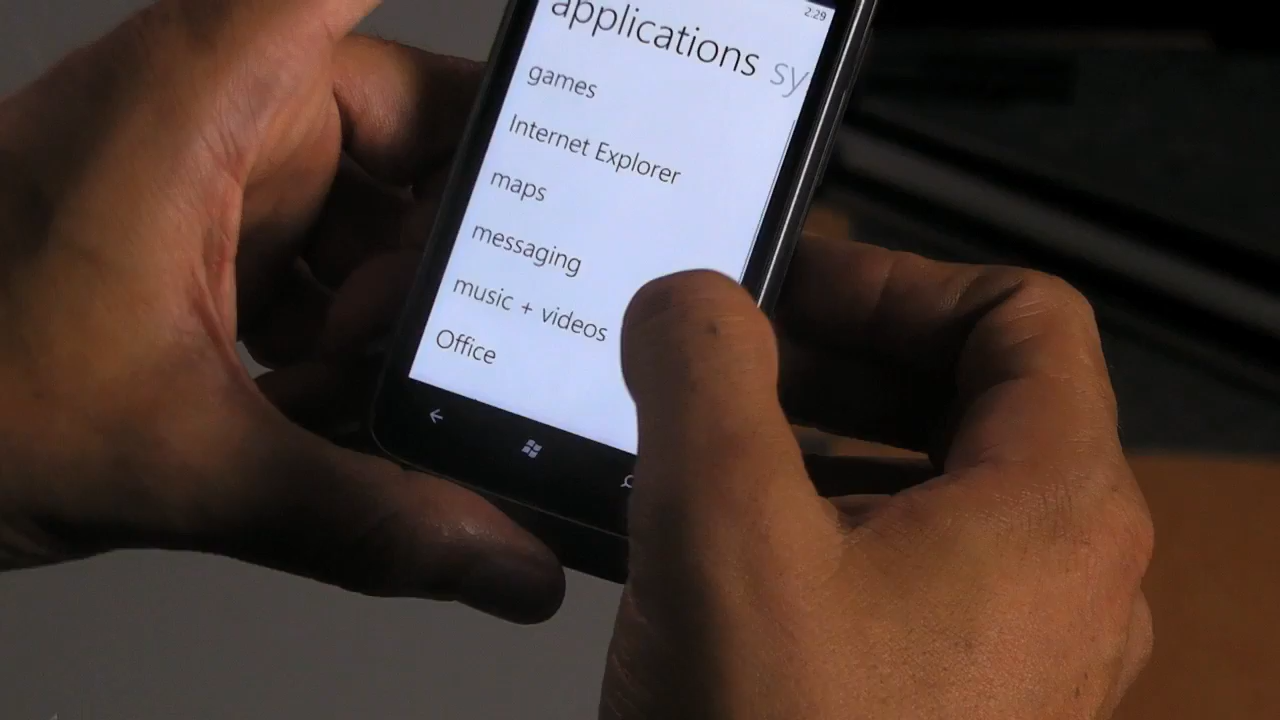 2:29
applications sy
games
Internet Explorer
maps
messaging
music + videos
Office